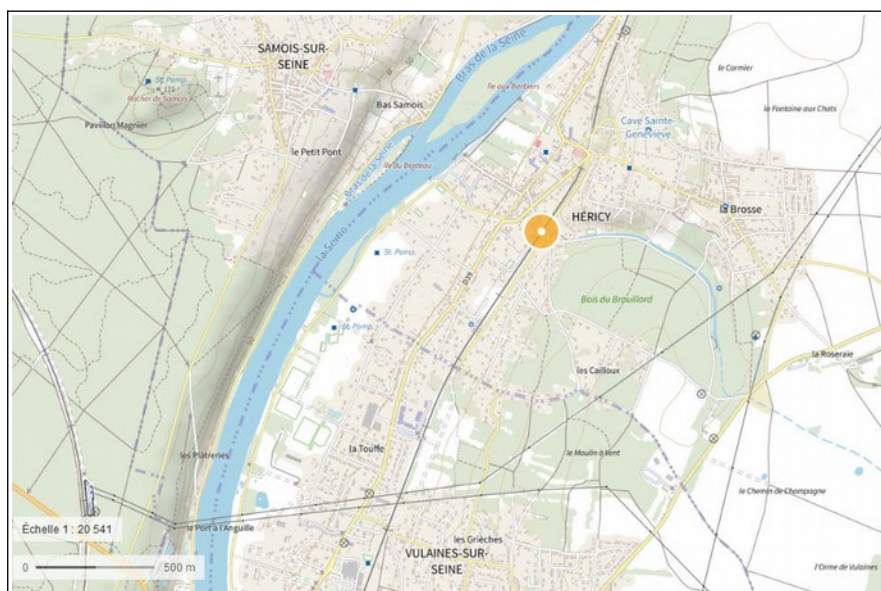 SAMOIS-SUR-
SEINE
Bras de la Seine
le Cormier
St. Pomp.
Rocher de Samois
Île aux Barbiers
la Fontaine aux Chats
Bas Samois
Cave Sainte-
Geneviève
Pavillon Magnier
le Petit Pont
Bras de la Seine
Île du Berceau
HÉRICY
la Brosse
la Seine
St. Pomp.
D39
Bois du Brouillard
St. Pomp.
la Roseraie
les Cailloux
la Touffe
le Moulin à Vent
les Plâtreries
le Chemin de Champagne
Échelle 1 : 20 541
le Port à l'Anguille
les Grièches
0 500 m
VULAINES-SUR-
SEINE
l'Orme de Vulaines